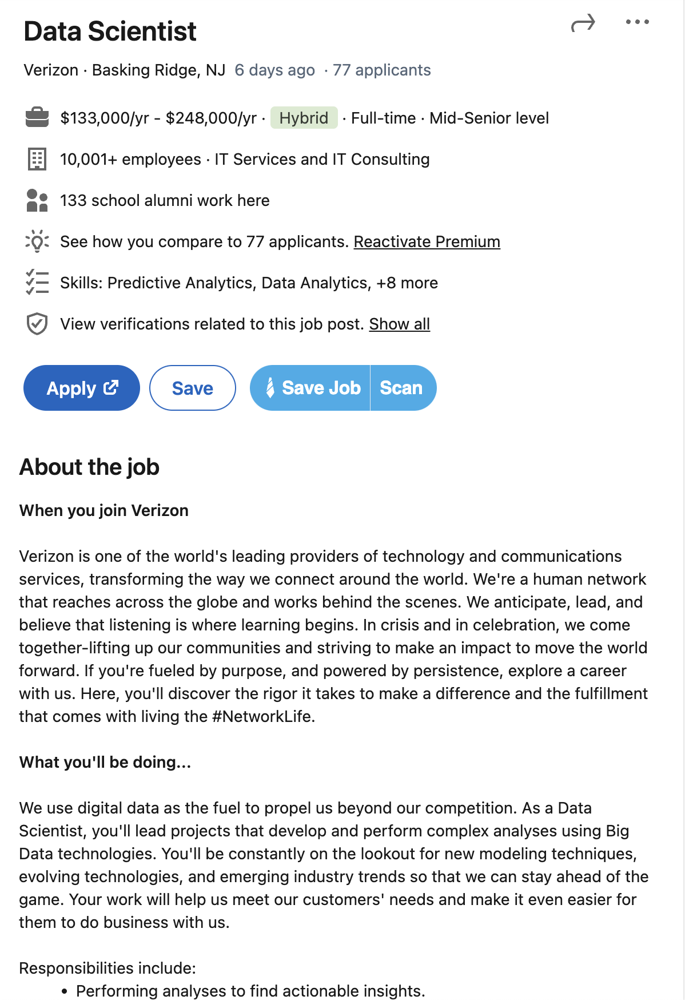 Data Scientist
Verizon · Basking Ridge, NJ 6 days ago · 77 applicants
$133,000/yr - $248,000/yr · Hybrid · Full-time · Mid-Senior level
10,001+ employees · IT Services and IT Consulting
133 school alumni work here
See how you compare to 77 applicants. Reactivate Premium
Skills: Predictive Analytics, Data Analytics, +8 more
View verifications related to this job post. Show all
Apply Save Save Job Scan
About the job
When you join Verizon
Verizon is one of the world's leading providers of technology and communications
services, transforming the way we connect around the world. We're a human network
that reaches across the globe and works behind the scenes. We anticipate, lead, and
believe that listening is where learning begins. In crisis and in celebration, we come
together-lifting up our communities and striving to make an impact to move the world
forward. If you're fueled by purpose, and powered by persistence, explore a career
with us. Here, you'll discover the rigor it takes to make a difference and the fulfillment
that comes with living the #NetworkLife.
What you'll be doing...
We use digital data as the fuel to propel us beyond our competition. As a Data
Scientist, you'll lead projects that develop and perform complex analyses using Big
Data technologies. You'll be constantly on the lookout for new modeling techniques,
evolving technologies, and emerging industry trends so that we can stay ahead of the
game. Your work will help us meet our customers' needs and make it even easier for
them to do business with us.
Responsibilities include:
• Performing analyses to find actionable insights.